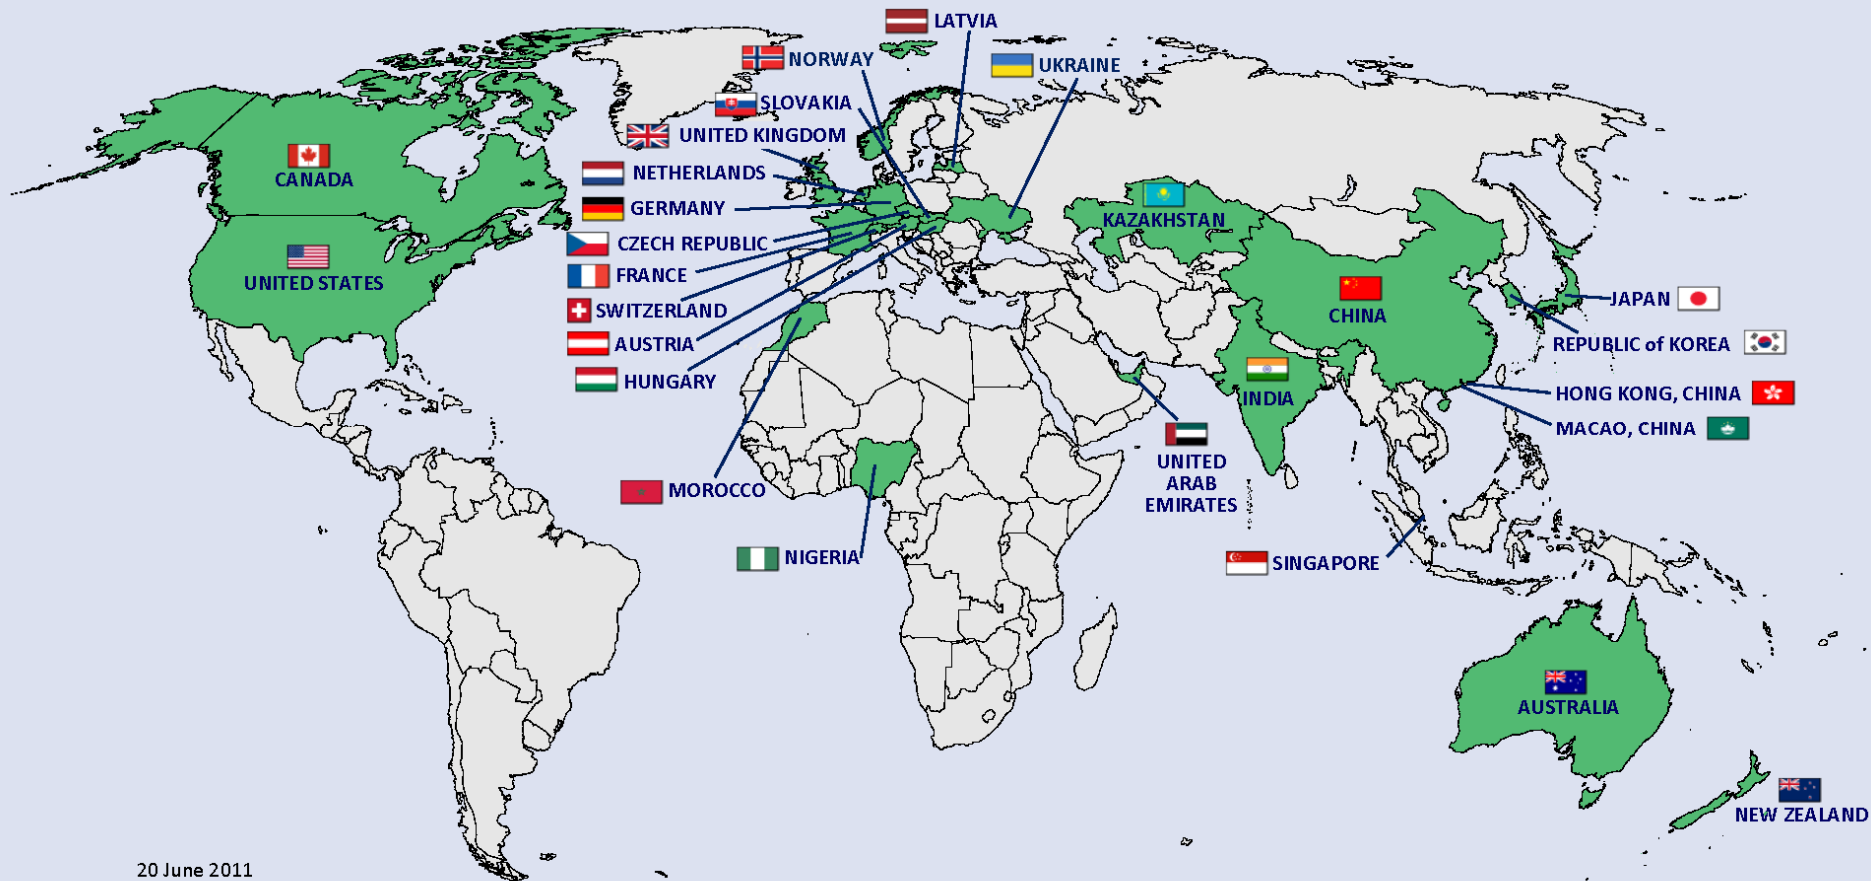 LATVIA
NORWAY
UKRAINE
SLOVAKIA
UNITED KINGDOM
NETHERLANDS
CANADA
GERMANY
KAZAKHSTAN
CZECH REPUBLIC
FRANCE
UNITED STATES
SWITZERLAND
CHINA
JAPAN
AUSTRIA
REPUBLIC of KOREA
HUNGARY
INDIA
HONG KONG, CHINA
MACAO, CHINA
UNITED
ARAB
EMIRATES
MOROCCO
NIGERIA
SINGAPORE
AUSTRALIA
NEW ZEALAND
20 June 2011